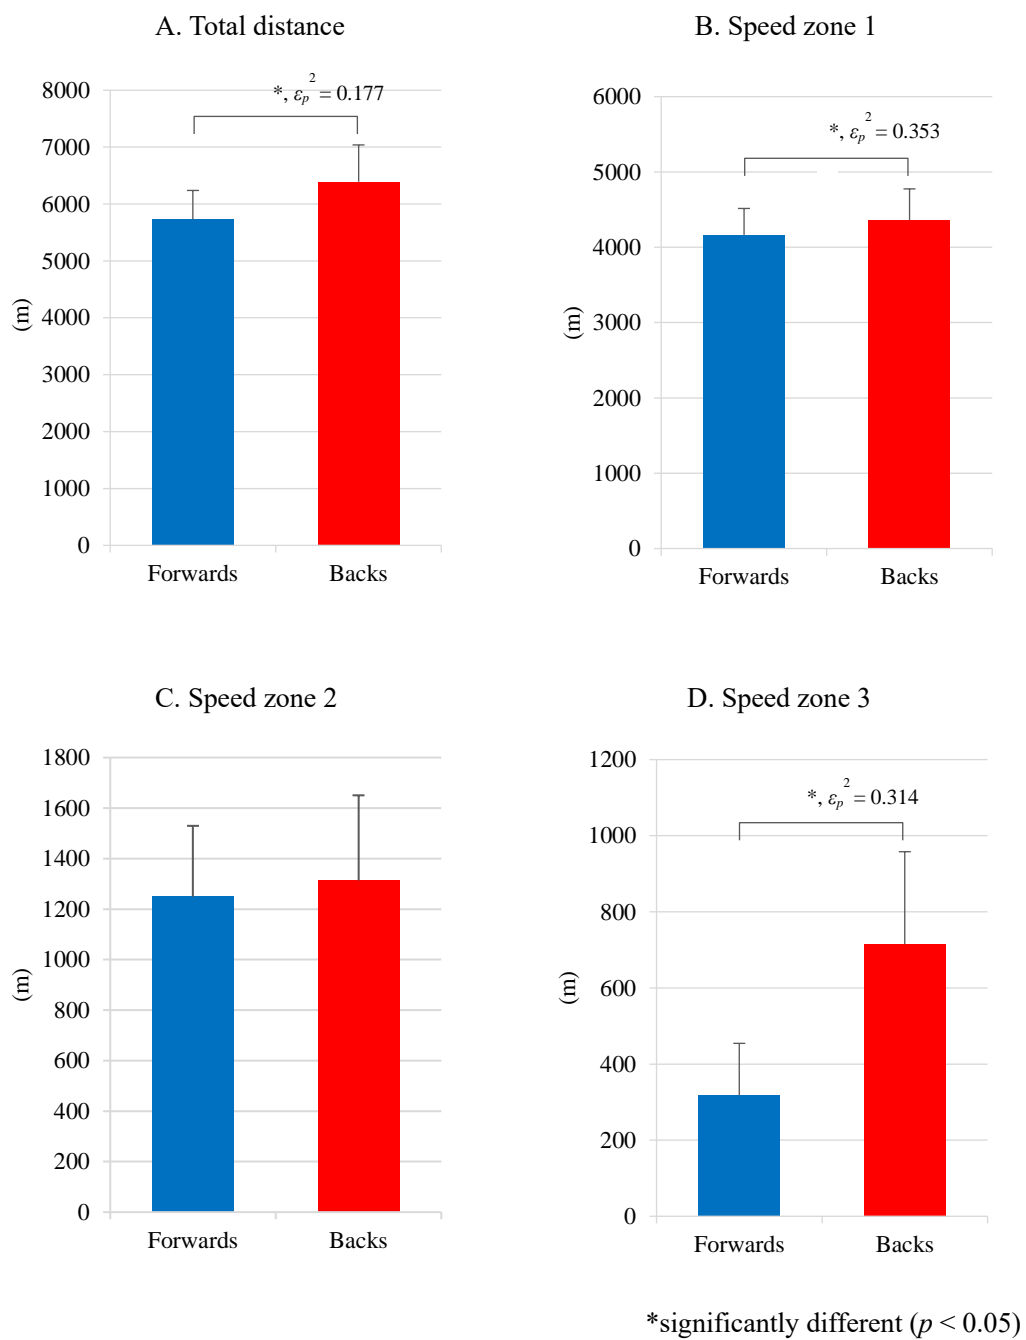 A. Total distance
8000
7000
6000
5000
4000
3000
2000
1000
0
(m)
*, εp2 = 0.177
Forwards Backs
B. Speed zone 1
6000
5000
4000
3000
2000
1000
0
(m)
*, εp2 = 0.353
Forwards Backs
C. Speed zone 2
1800
1600
1400
1200
1000
800
600
400
200
0
(m)
Forwards Backs
D. Speed zone 3
1200
1000
800
600
400
200
0
(m)
*, εp2 = 0.314
Forwards Backs
*significantly different (p < 0.05)